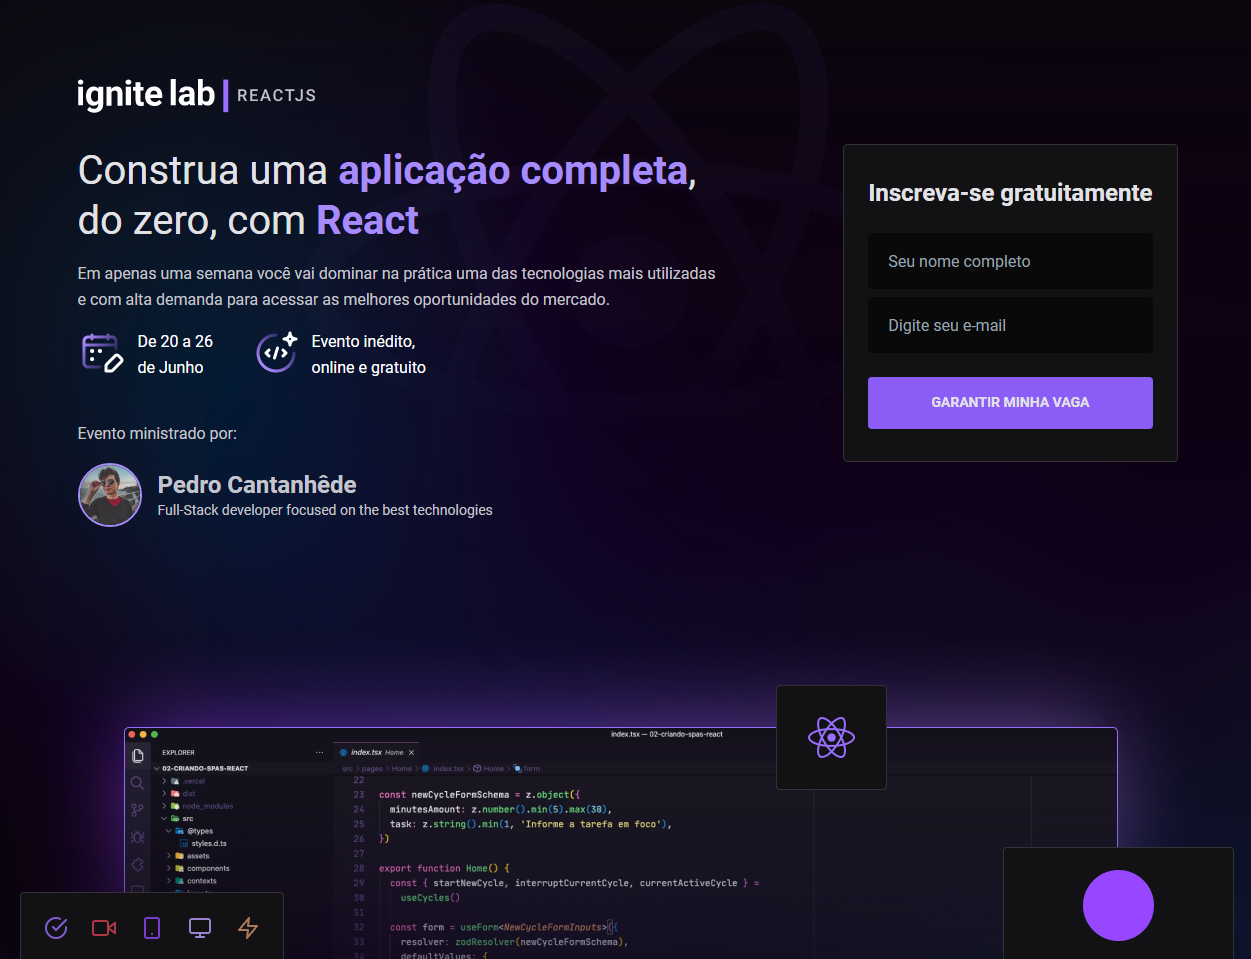 ignite lab | REACTJS
Construa uma aplicação completa,
do zero, com React
Em apenas uma semana você vai dominar na prática uma das tecnologias mais utilizadas
e com alta demanda para acessar as melhores oportunidades do mercado.
De 20 a 26
de Junho
Evento inédito,
online e gratuito
Evento ministrado por:
Pedro Cantanhêde
Full-Stack developer focused on the best technologies
Inscreva-se gratuitamente
Seu nome completo
Digite seu e-mail
GARANTIR MINHA VAGA
index.tsx — 02-criando-spas-react
EXPLORER
02-CRIANDO-SPAS-REACT
.vercel
dist
node_modules
src
@types
styles.d.ts
assets
components
contexts
index.tsx Home
src > pages > Home > index.tsx > Home > form
22
23 const newCycleFormSchema = z.object({
24 minutesAmount: z.number().min(5).max(30),
25 task: z.string().min(1, 'Informe a tarefa em foco'),
26 })
27
28 export function Home() {
29 const { startNewCycle, interruptCurrentCycle, currentActiveCycle } =
30 useCycles()
31
32 const form = useForm<NewCycleFormInputs>({
33 resolver: zodResolver(newCycleFormSchema),
34 defaultValues: {